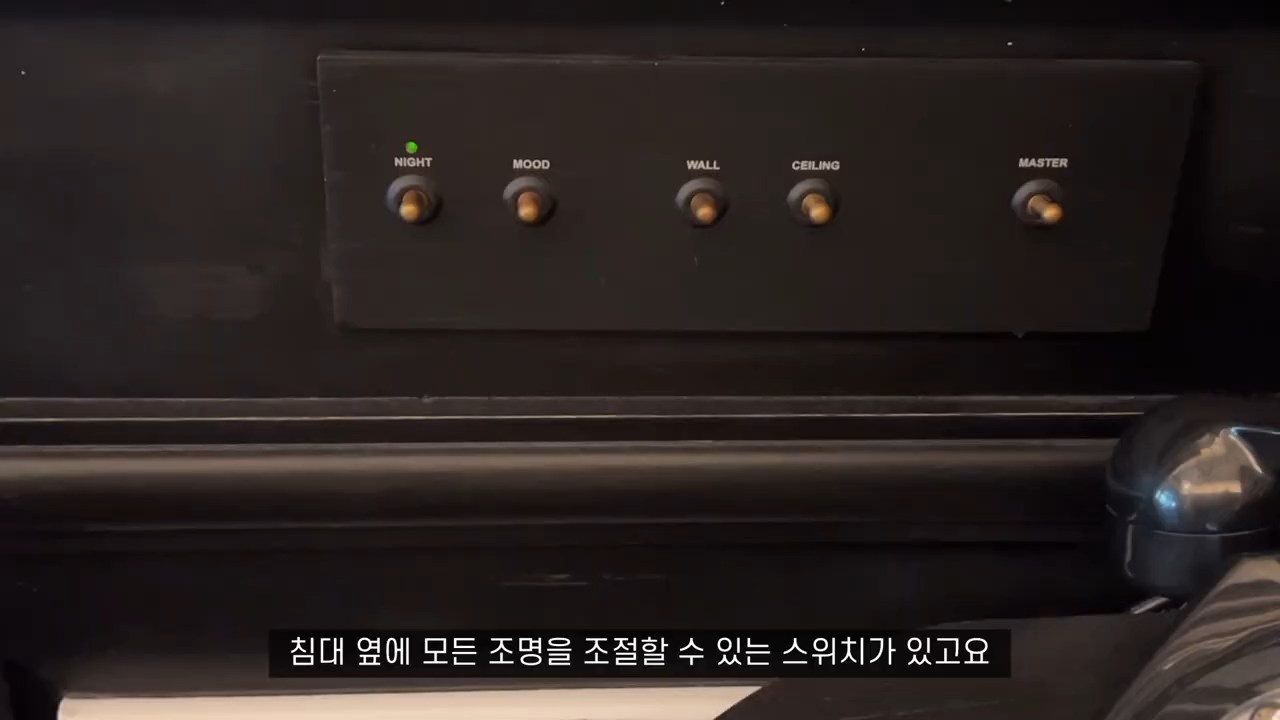 NIGHT MOOD WALL CEILING MASTER
침대 옆에 모든 조명을 조절할 수 있는 스위치가 있고요